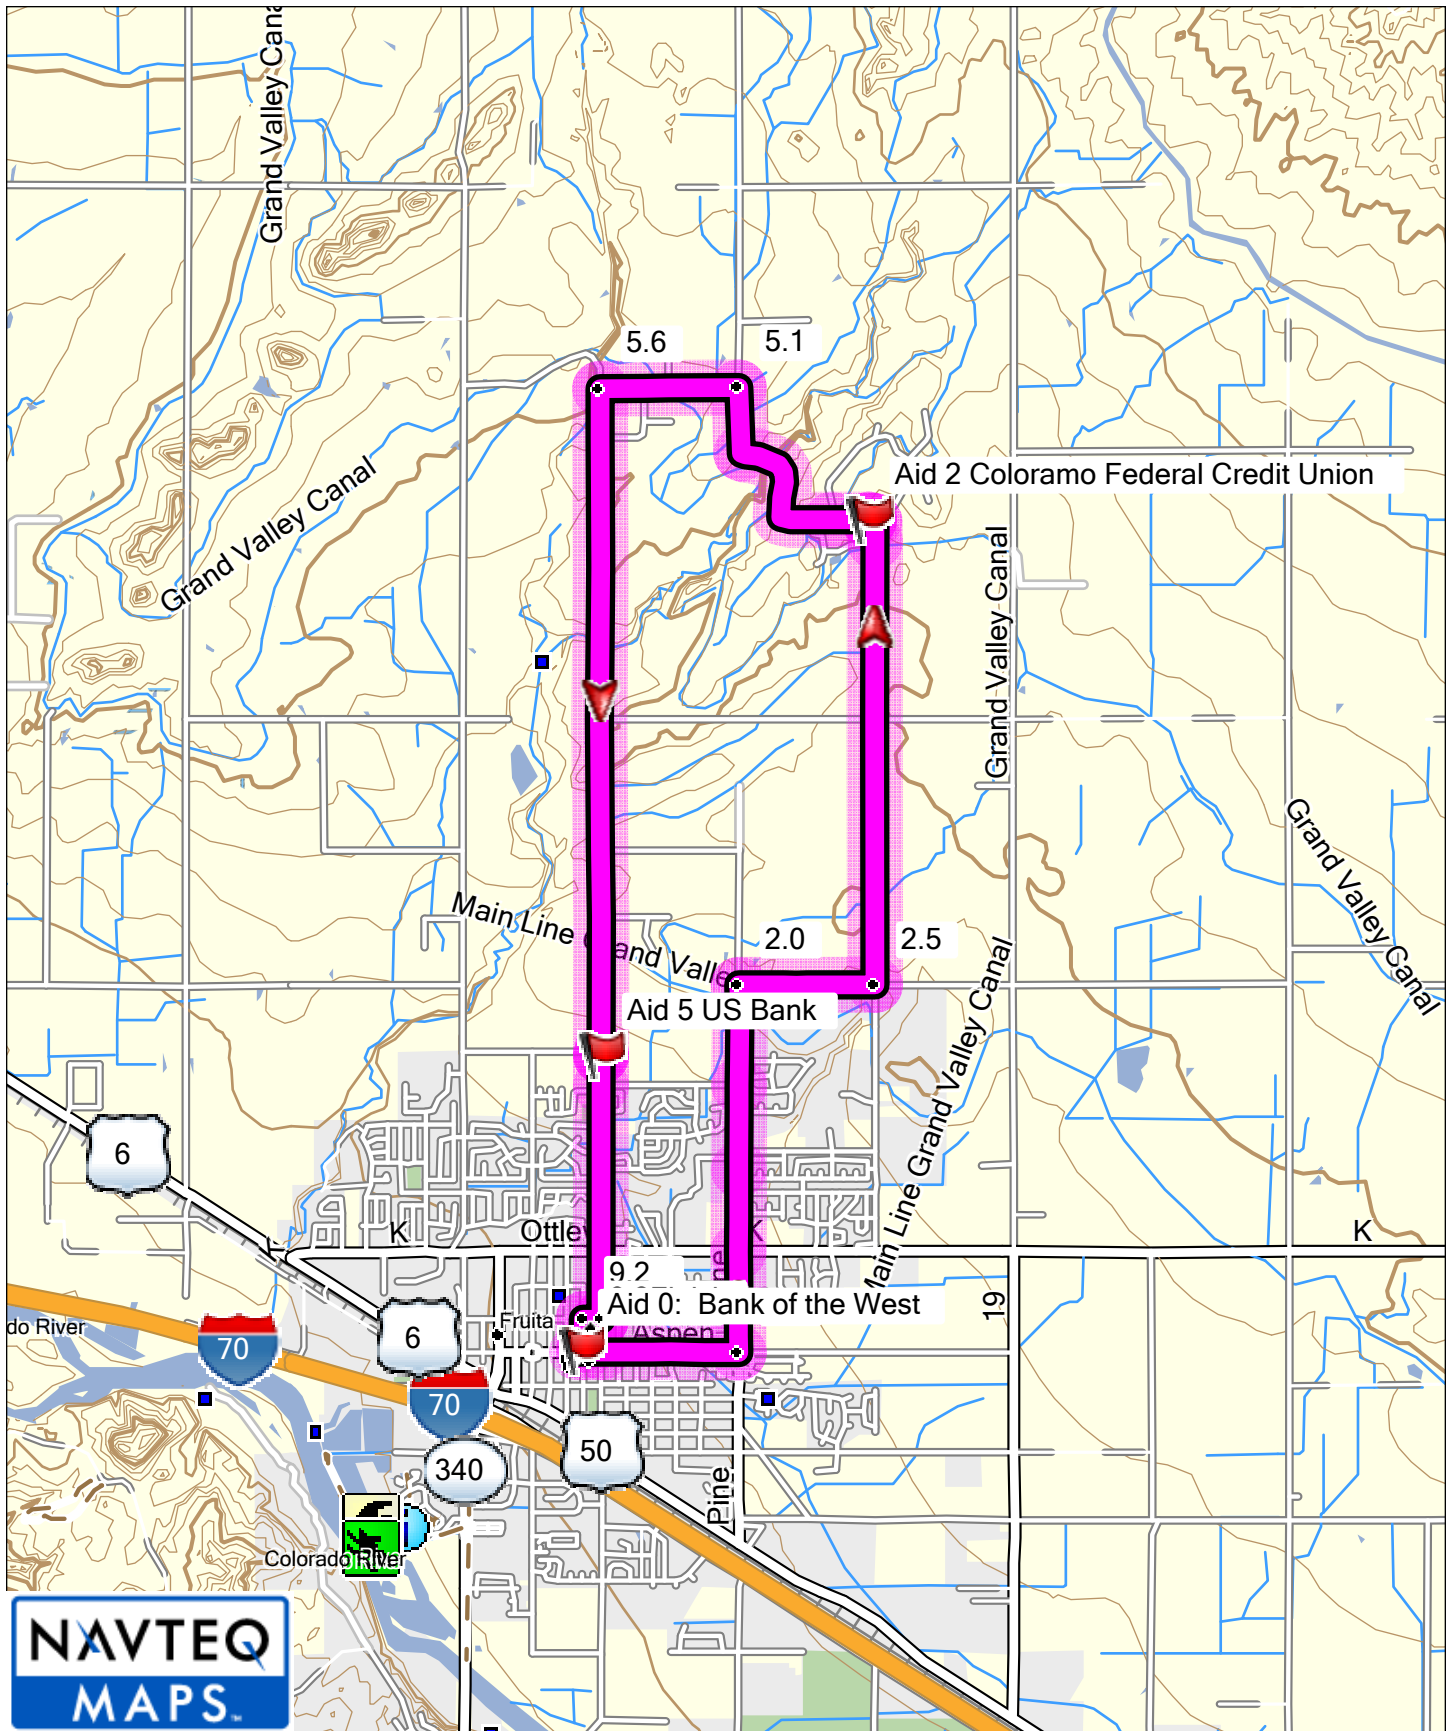 Grand Valley Cana
5.6
5.1
Aid 2 Coloramo Federal Credit Union
Grand Valley Canal
Grand Valley Canal
Grand Valley Canal
Main Line
and Valle
2.0
2.5
Aid 5 US Bank
Main Line Grand Valley Canal
6
K
Ottley
K
K
9.2
Aid 0: Bank of the West
Aspen
Fruita
19
do River
70
6
70
340
50
Pine
Colorado River
NAVTEQ
MAPS